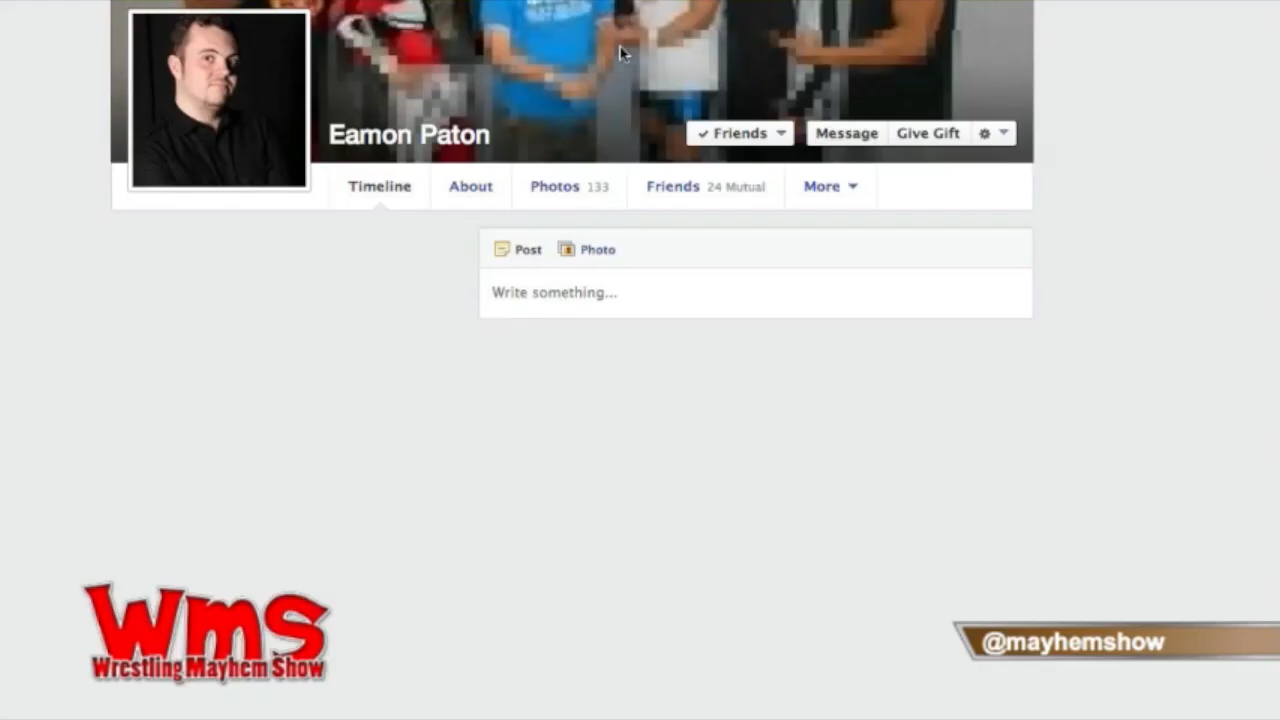 Eamon Paton
Friends
Message
Give Gift
Timeline
About
Photos 133
Friends 24 Mutual
More
Post
Photo
Write something...
wms
Wrestling Mayhem Show
@mayhemshow